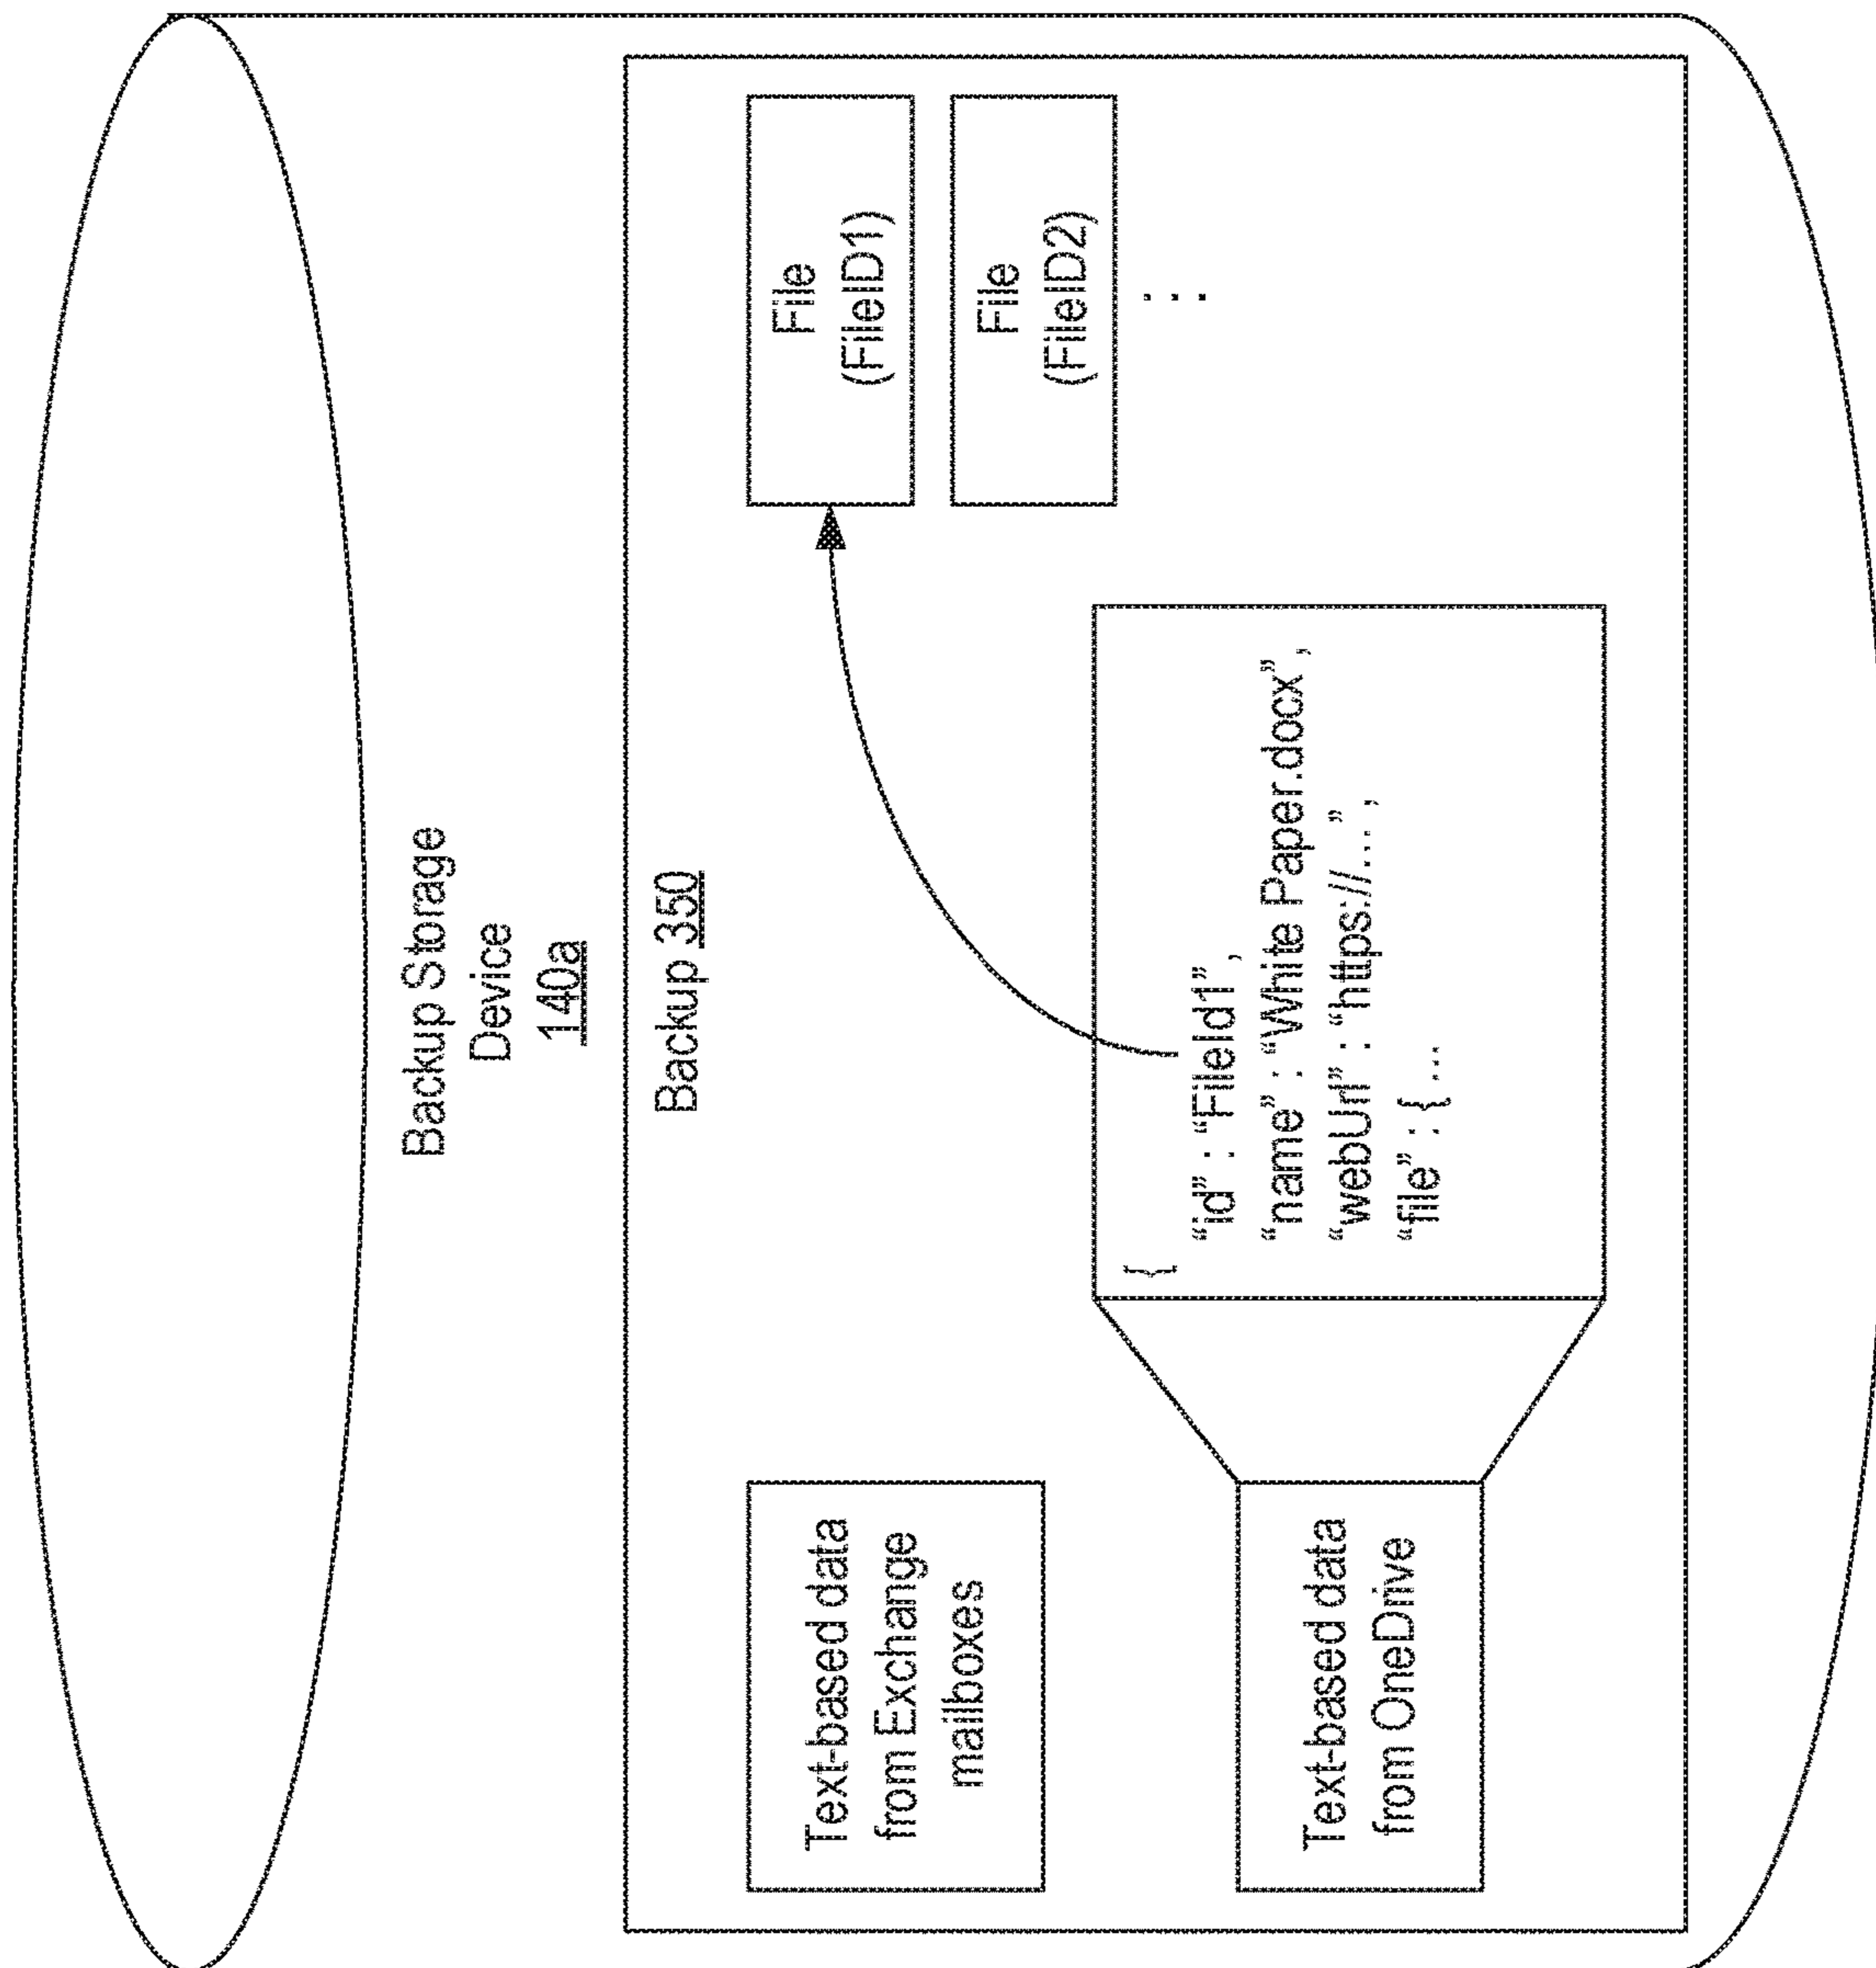 Backup Storage
Device
140a
Backup 350
Text-based data
from Exchange
mailboxes
File
(FileID1)
File
(FileID2)
. . .
Text-based data
from OneDrive
{
“id” : “FileId1” ,
“name” : “White Paper.docx” ,
“webUrl” : “https://... ” ,
“file” : { ...